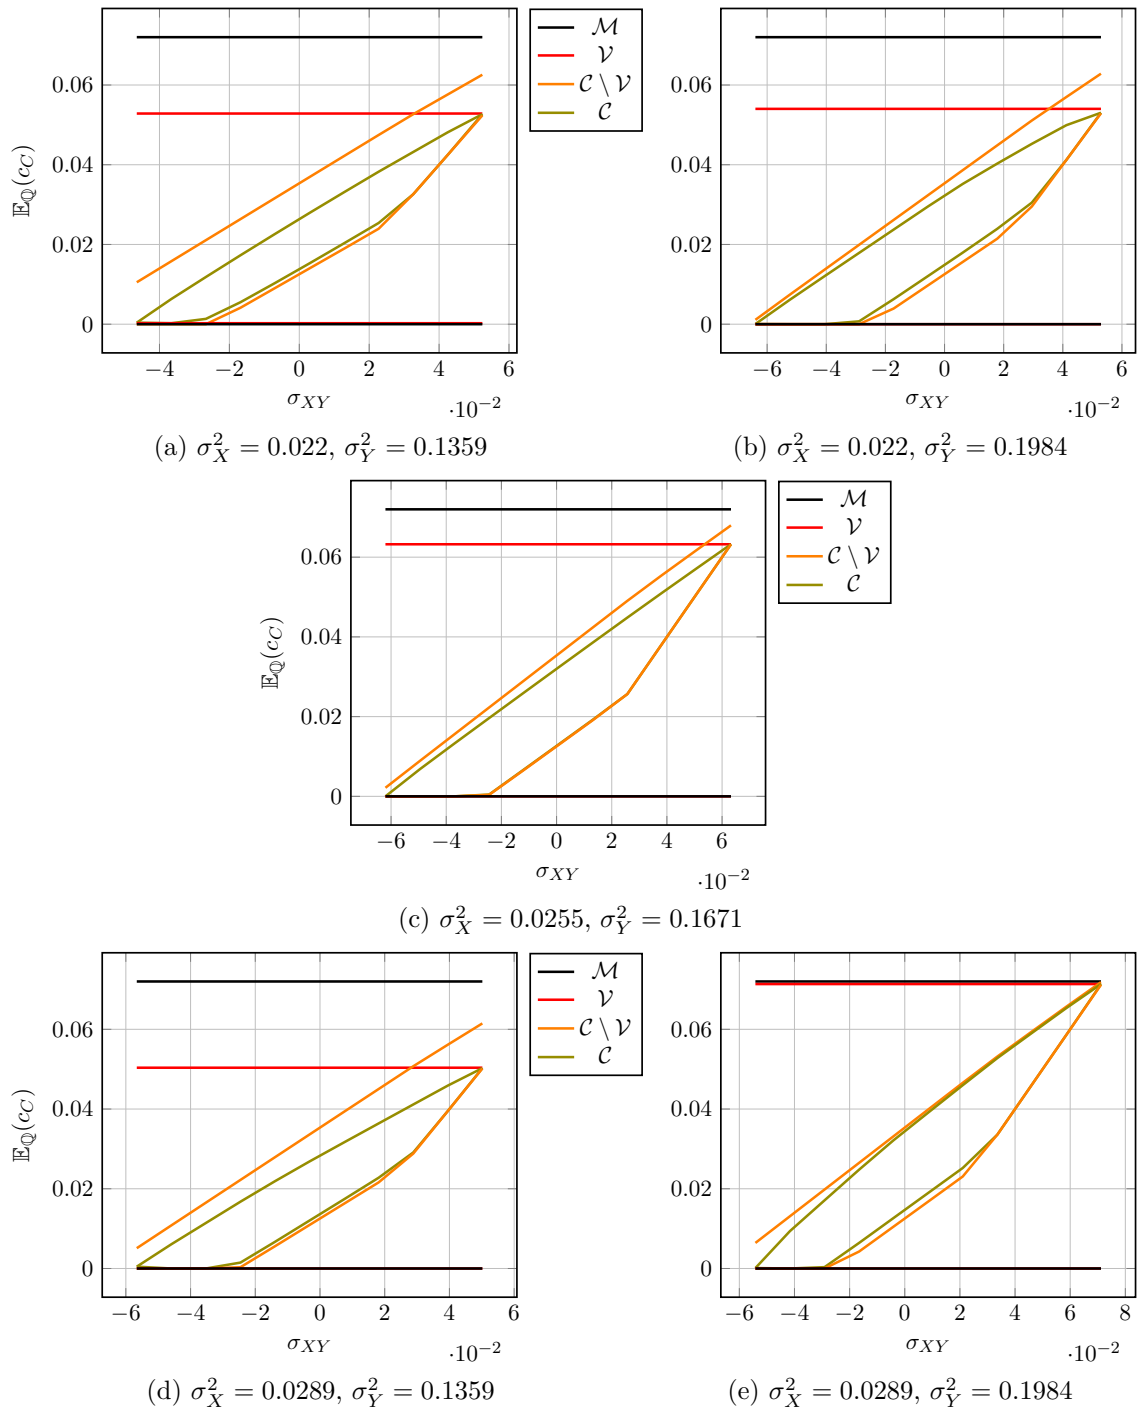 0.06
0.04
0.02
0
𝔼_ℚ(c_C)
−4 −2 0 2 4 6
σ_XY
·10⁻²
ℳ
𝒱
𝒞 \ 𝒱
𝒞
(a) σ²_X = 0.022, σ²_Y = 0.1359
0.06
0.04
0.02
0
−6 −4 −2 0 2 4 6
σ_XY
·10⁻²
(b) σ²_X = 0.022, σ²_Y = 0.1984
0.06
0.04
0.02
0
𝔼_ℚ(c_C)
−6 −4 −2 0 2 4 6
σ_XY
·10⁻²
ℳ
𝒱
𝒞 \ 𝒱
𝒞
(c) σ²_X = 0.0255, σ²_Y = 0.1671
0.06
0.04
0.02
0
𝔼_ℚ(c_C)
−6 −4 −2 0 2 4 6
σ_XY
·10⁻²
ℳ
𝒱
𝒞 \ 𝒱
𝒞
(d) σ²_X = 0.0289, σ²_Y = 0.1359
0.06
0.04
0.02
0
−6 −4 −2 0 2 4 6 8
σ_XY
·10⁻²
(e) σ²_X = 0.0289, σ²_Y = 0.1984